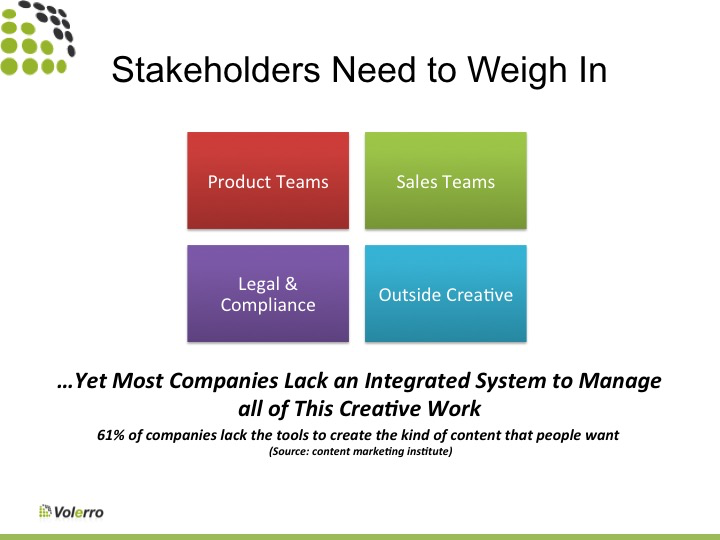 Stakeholders Need to Weigh In
Product Teams
Sales Teams
Legal &
Compliance
Outside Creative
...Yet Most Companies Lack an Integrated System to Manage
all of This Creative Work
61% of companies lack the tools to create the kind of content that people want
(Source: content marketing institute)
Volerro